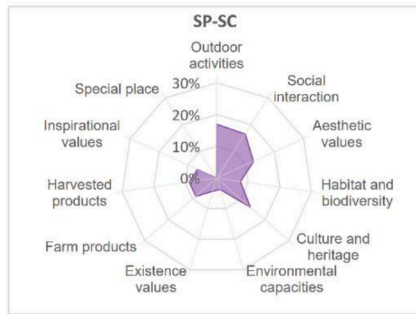 SP-SC
Outdoor
activities
30%
20%
10%
0%
Social
interaction
Aesthetic
values
Habitat and
biodiversity
Culture and
heritage
Environmental
capacities
Existence
values
Farm products
Harvested
products
Inspirational
values
Special place